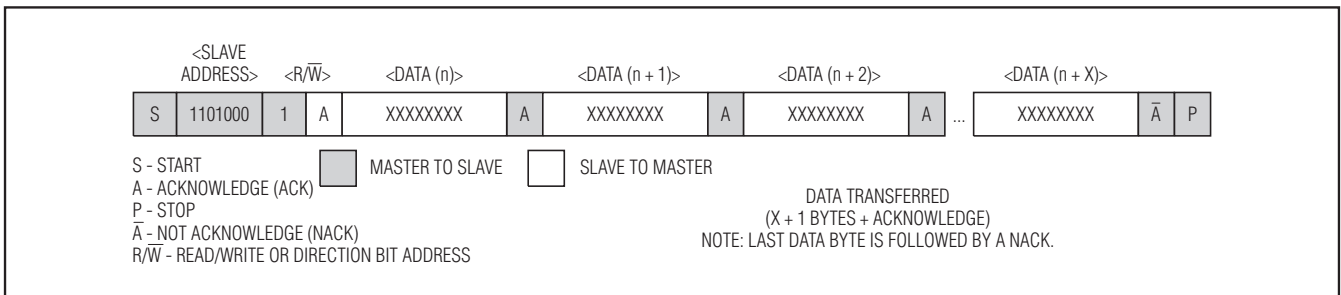 <SLAVE
ADDRESS> <R/W̅> <DATA (n)> <DATA (n + 1)> <DATA (n + 2)> <DATA (n + X)>
S 1101000 1 A XXXXXXXX A XXXXXXXX A XXXXXXXX A ... XXXXXXXX A̅ P
S - START
MASTER TO SLAVE SLAVE TO MASTER
A - ACKNOWLEDGE (ACK)
P - STOP
A̅ - NOT ACKNOWLEDGE (NACK)
R/W̅ - READ/WRITE OR DIRECTION BIT ADDRESS
DATA TRANSFERRED
(X + 1 BYTES + ACKNOWLEDGE)
NOTE: LAST DATA BYTE IS FOLLOWED BY A NACK.